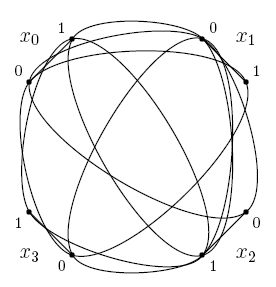 x₀ 1 0 x₁
0 1
1 0
x₃ 0 1 x₂